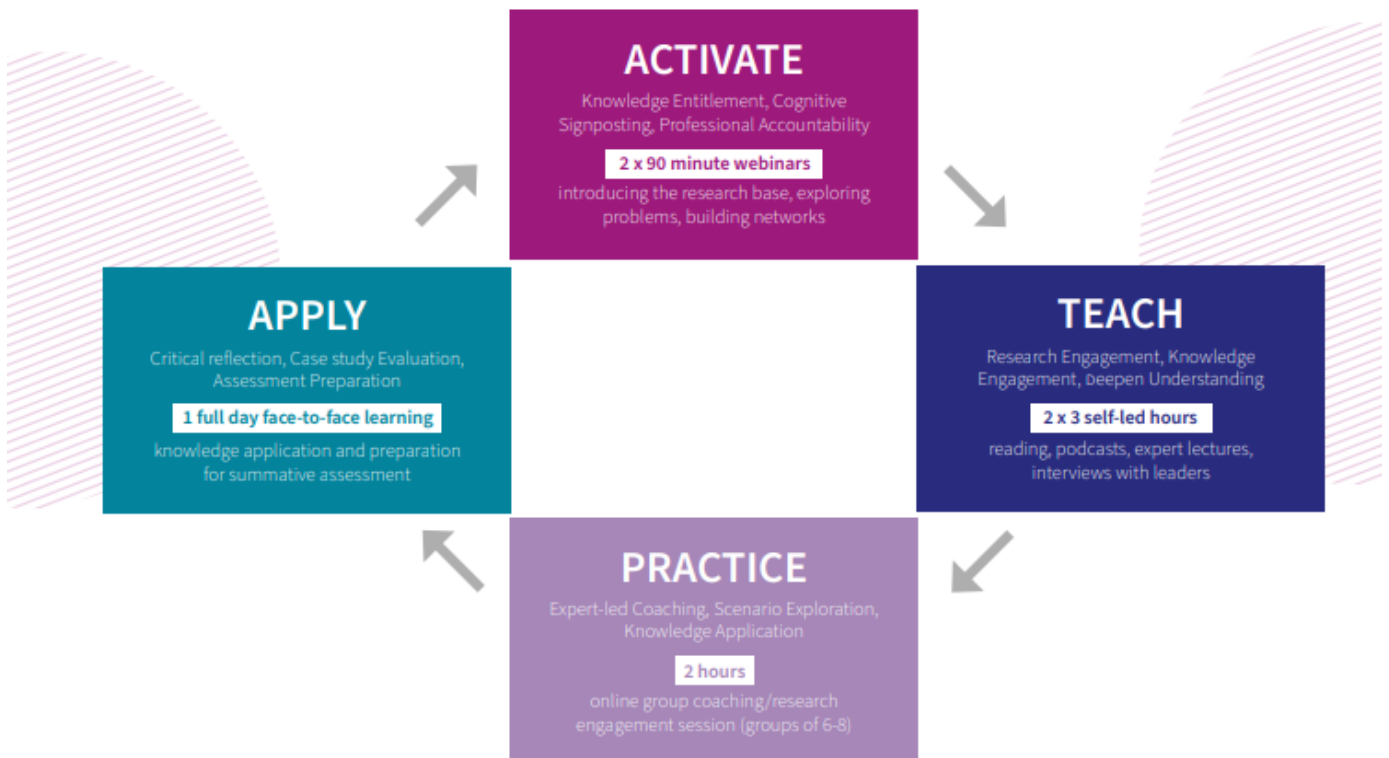 ACTIVATE
Knowledge Entitlement, Cognitive
Signposting, Professional Accountability
2 x 90 minute webinars
introducing the research base, exploring
problems, building networks
TEACH
Research Engagement, Knowledge
Engagement, Deepen Understanding
2 x 3 self-led hours
reading, podcasts, expert lectures,
interviews with leaders
PRACTICE
Expert-led Coaching, Scenario Exploration,
Knowledge Application
2 hours
online group coaching/research
engagement session (groups of 6-8)
APPLY
Critical reflection, Case study Evaluation,
Assessment Preparation
1 full day face-to-face learning
knowledge application and preparation
for summative assessment